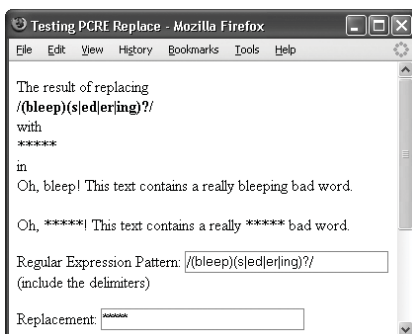 Testing PCRE Replace - Mozilla Firefox
File Edit View History Bookmarks Tools Help
The result of replacing
/(bleep)(s|ed|er|ing)?/
with
*****
in
Oh, bleep! This text contains a really bleeping bad word.
Oh, *****! This text contains a really ***** bad word.
Regular Expression Pattern: /(bleep)(s|ed|er|ing)?/
(include the delimiters)
Replacement: *****